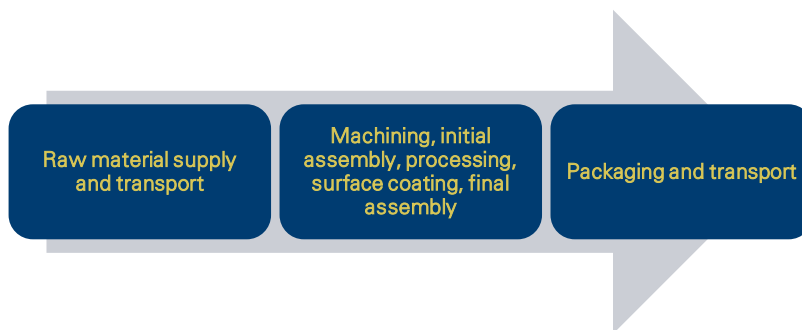 Raw material supply
and transport
Machining, initial
assembly, processing,
surface coating, final
assembly
Packaging and transport